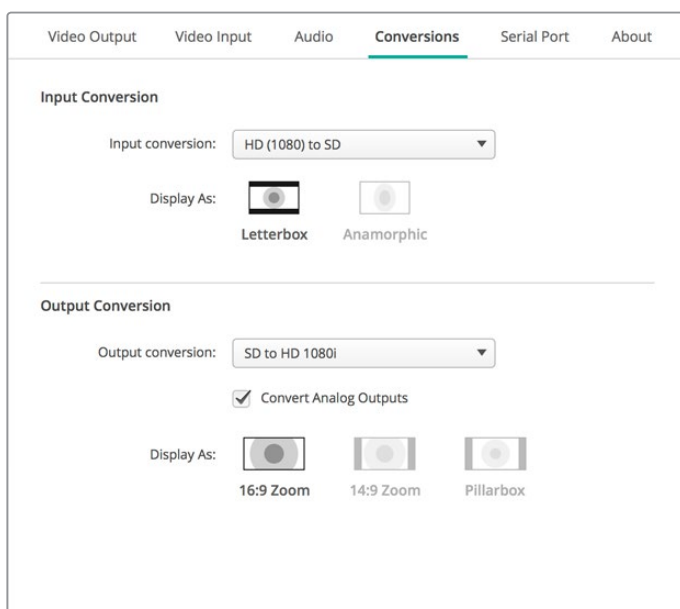 Video Output Video Input Audio Conversions Serial Port About
Input Conversion
Input conversion: HD (1080) to SD
Display As:
Letterbox Anamorphic
Output Conversion
Output conversion: SD to HD 1080i
Convert Analog Outputs
Display As:
16:9 Zoom 14:9 Zoom Pillarbox